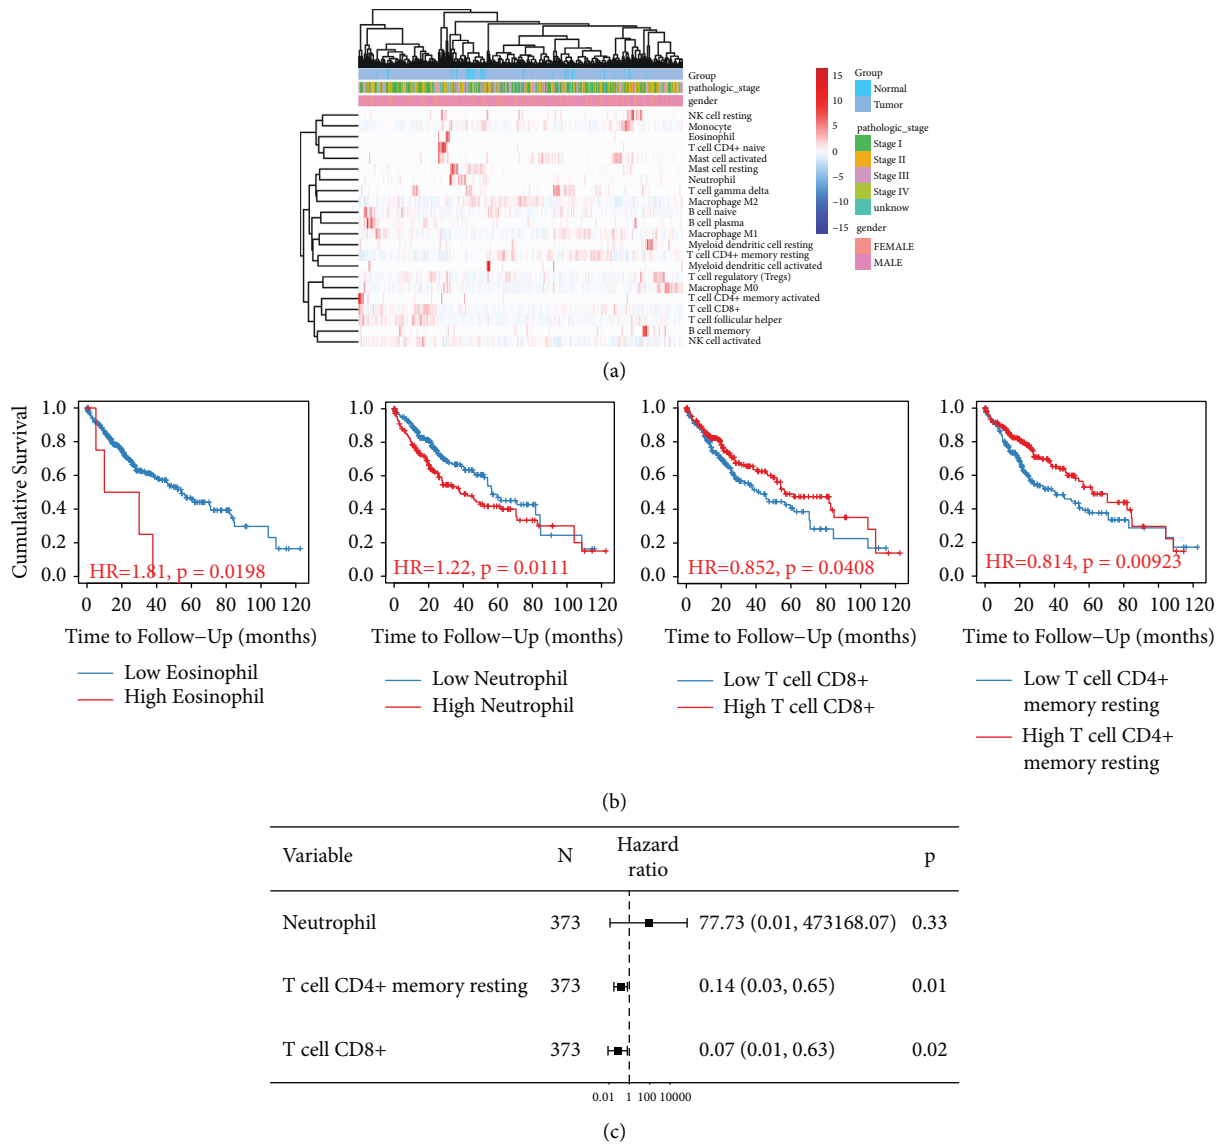 Group
pathologic_stage
gender
NK cell resting
Monocyte
Eosinophil
T cell CD4+ naive
Mast cell activated
Mast cell resting
Neutrophil
T cell gamma delta
Macrophage M2
B cell naive
B cell plasma
Macrophage M1
Myeloid dendritic cell resting
T cell CD4+ memory resting
Myeloid dendritic cell activated
T cell regulatory (Tregs)
Macrophage M0
T cell CD4+ memory activated
T cell CD8+
T cell follicular helper
B cell memory
NK cell activated
15
10
5
0
−5
−10
−15
Group
Normal
Tumor
pathologic_stage
Stage I
Stage II
Stage III
Stage IV
unknow
gender
FEMALE
MALE
(a)
Cumulative Survival
1.0
0.8
0.6
0.4
0.2
0.0
HR=1.81, p = 0.0198
0 20 40 60 80 100 120
Time to Follow−Up (months)
Low Eosinophil
High Eosinophil
1.0
0.8
0.6
0.4
0.2
0.0
HR=1.22, p = 0.0111
0 20 40 60 80 100 120
Time to Follow−Up (months)
Low Neutrophil
High Neutrophil
1.0
0.8
0.6
0.4
0.2
0.0
HR=0.852, p = 0.0408
0 20 40 60 80 100 120
Time to Follow−Up (months)
Low T cell CD8+
High T cell CD8+
1.0
0.8
0.6
0.4
0.2
0.0
HR=0.814, p = 0.00923
0 20 40 60 80 100 120
Time to Follow−Up (months)
Low T cell CD4+
memory resting
High T cell CD4+
memory resting
(b)
Variable N Hazard ratio p
Neutrophil 373 77.73 (0.01, 473168.07) 0.33
T cell CD4+ memory resting 373 0.14 (0.03, 0.65) 0.01
T cell CD8+ 373 0.07 (0.01, 0.63) 0.02
0.01 1 100 10000
(c)